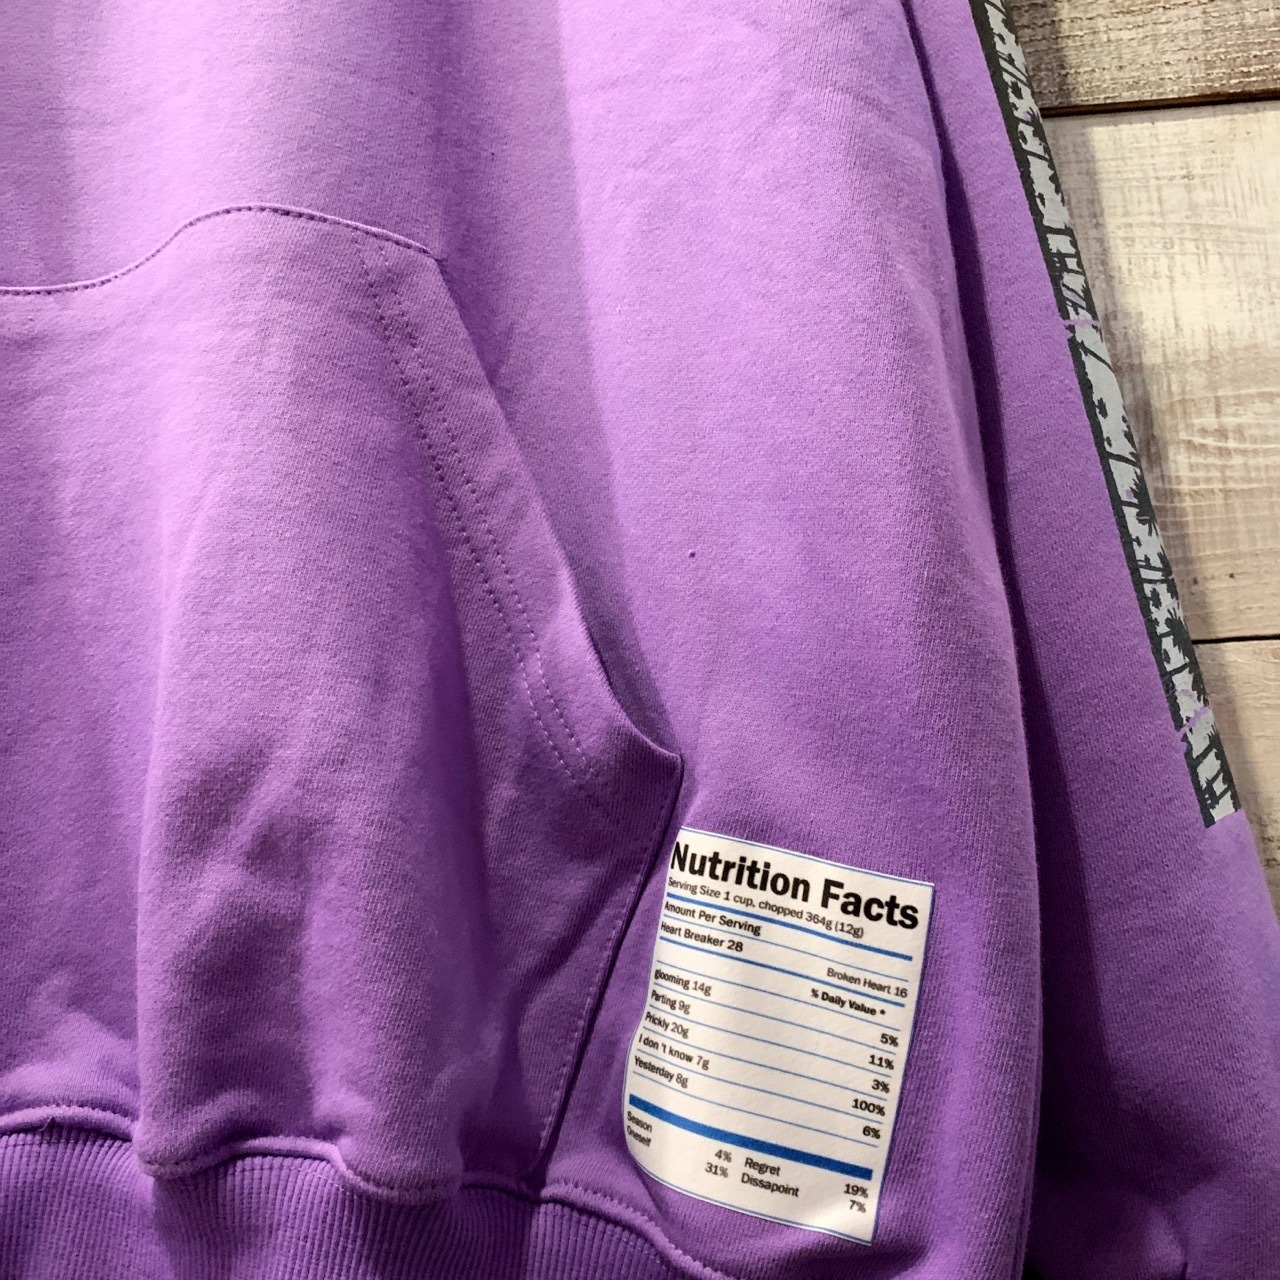 Nutrition Facts
Serving Size 1 cup, chopped 364g (12g)
Amount Per Serving
Heart Breaker 28
Broken Heart 16
% Daily Value *
glooming 14g 5%
Parting 9g 11%
Prickly 20g 3%
I don 't know 7g 100%
Yesterday 8g 6%
Season 4% Regret 19%
Oneself 31% Dissapoint 7%